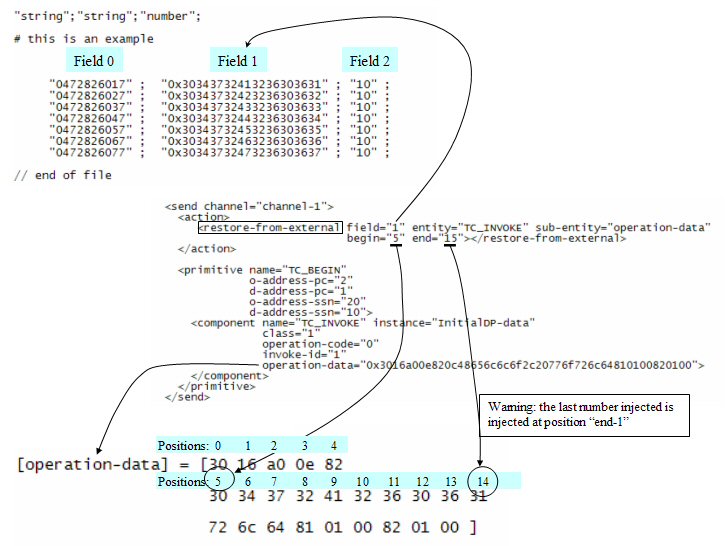 "string";"string";"number";
# this is an example
Field 0 Field 1 Field 2
"0472826017" ; "0x30343732413236303631" ; "10" ;
"0472826027" ; "0x30343732423236303632" ; "10" ;
"0472826037" ; "0x30343732433236303633" ; "10" ;
"0472826047" ; "0x30343732443236303634" ; "10" ;
"0472826057" ; "0x30343732453236303635" ; "10" ;
"0472826067" ; "0x30343732463236303636" ; "10" ;
"0472826077" ; "0x30343732473236303637" ; "10" ;
// end of file
<send channel="channel-1">
<action>
<restore-from-external field="1" entity="TC_INVOKE" sub-entity="operation-data"
begin="5" end="15"></restore-from-external>
</action>
<primitive name="TC_BEGIN"
o-address-pc="2"
d-address-pc="1"
o-address-ssn="20"
d-address-ssn="10">
<component name="TC_INVOKE" instance="InitialDP-data"
class="1"
operation-code="0"
invoke-id="1"
operation-data="0x3016a00e820c48656c6c6f2c20776f726c64810100820100">
</component>
</primitive>
</send>
Warning: the last number injected is
injected at position “end-1”
Positions: 0 1 2 3 4
[operation-data] = [30 16 a0 0e 82
Positions: 5 6 7 8 9 10 11 12 13 14
30 34 37 32 41 32 36 30 36 31
72 6c 64 81 01 00 82 01 00 ]